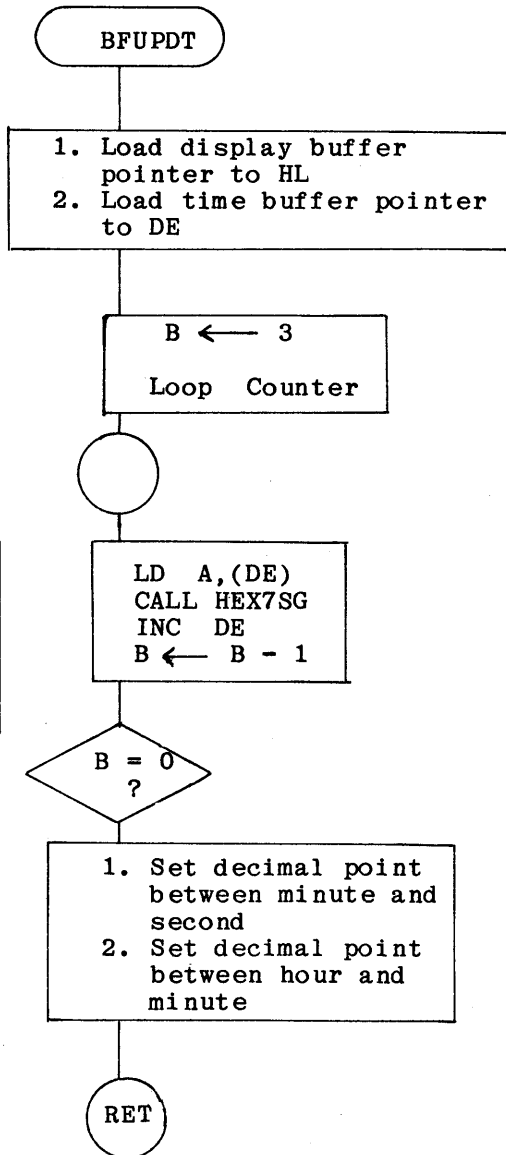 BFUPDT
1. Load display buffer
pointer to HL
2. Load time buffer pointer
to DE
B ← 3
Loop Counter
LD A,(DE)
CALL HEX7SG
INC DE
B ← B - 1
B = 0
?
1. Set decimal point
between minute and
second
2. Set decimal point
between hour and
minute
RET